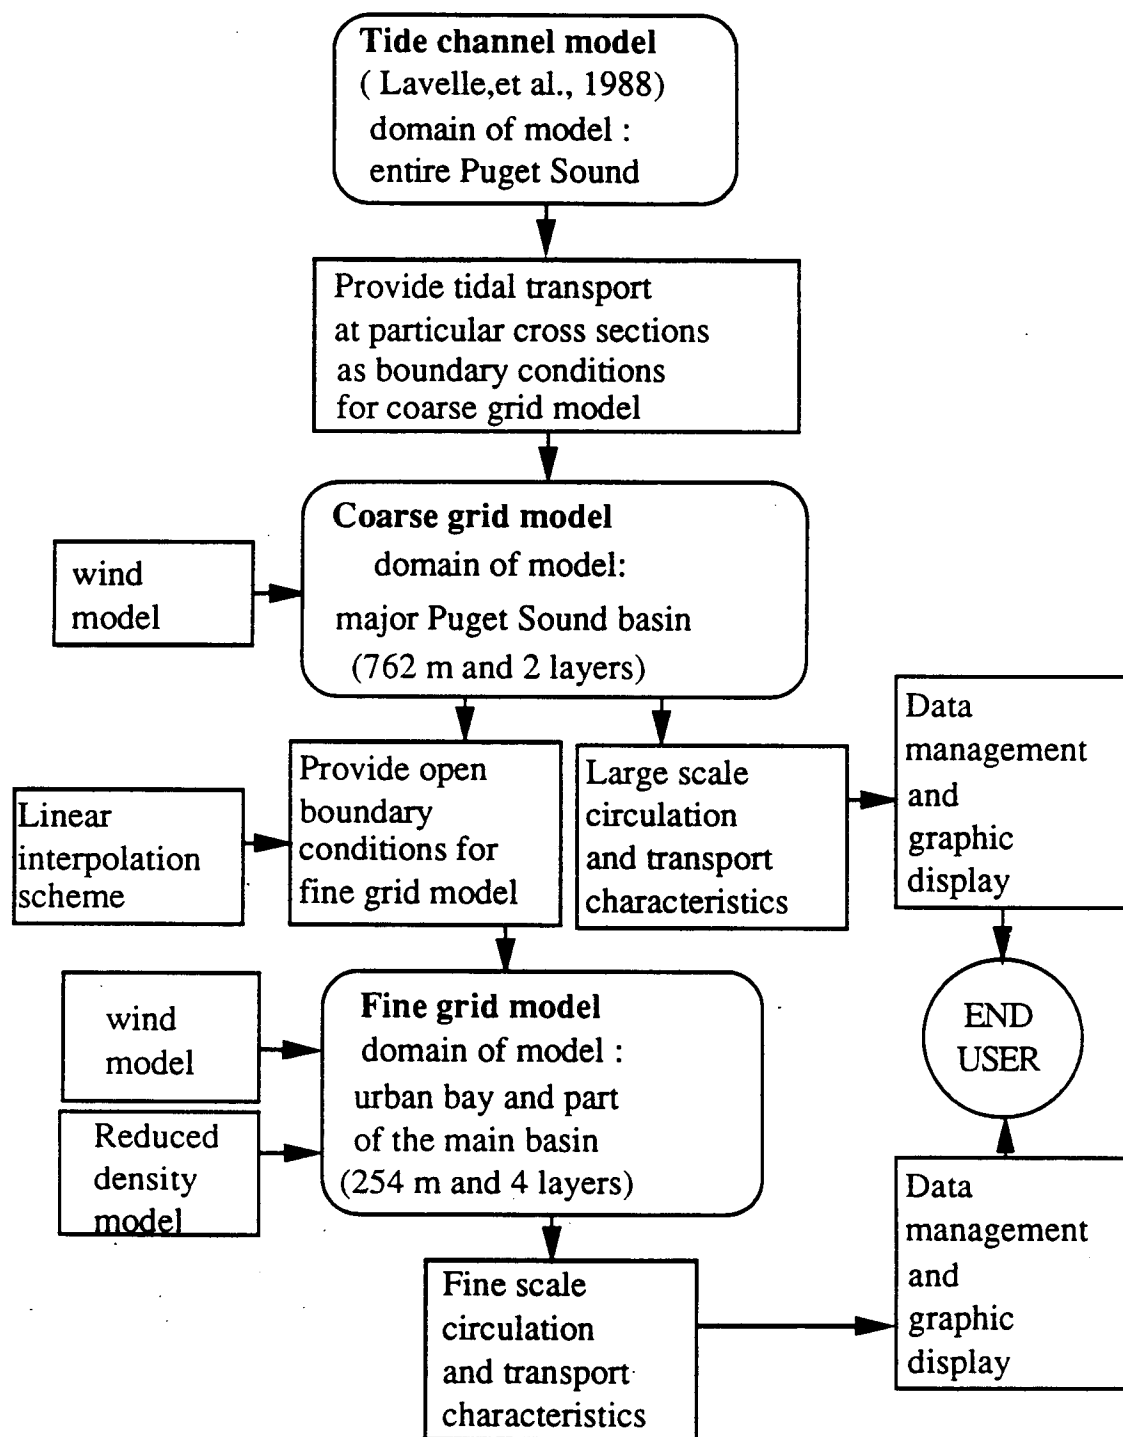 Tide channel model
( Lavelle,et al., 1988)
domain of model :
entire Puget Sound
Provide tidal transport
at particular cross sections
as boundary conditions
for coarse grid model
Coarse grid model
domain of model:
major Puget Sound basin
(762 m and 2 layers)
wind
model
Provide open
boundary
conditions for
fine grid model
Large scale
circulation
and transport
characteristics
Data
management
and
graphic
display
Linear
interpolation
scheme
Fine grid model
domain of model :
urban bay and part
of the main basin
(254 m and 4 layers)
wind
model
Reduced
density
model
END
USER
Fine scale
circulation
and transport
characteristics
Data
management
and
graphic
display